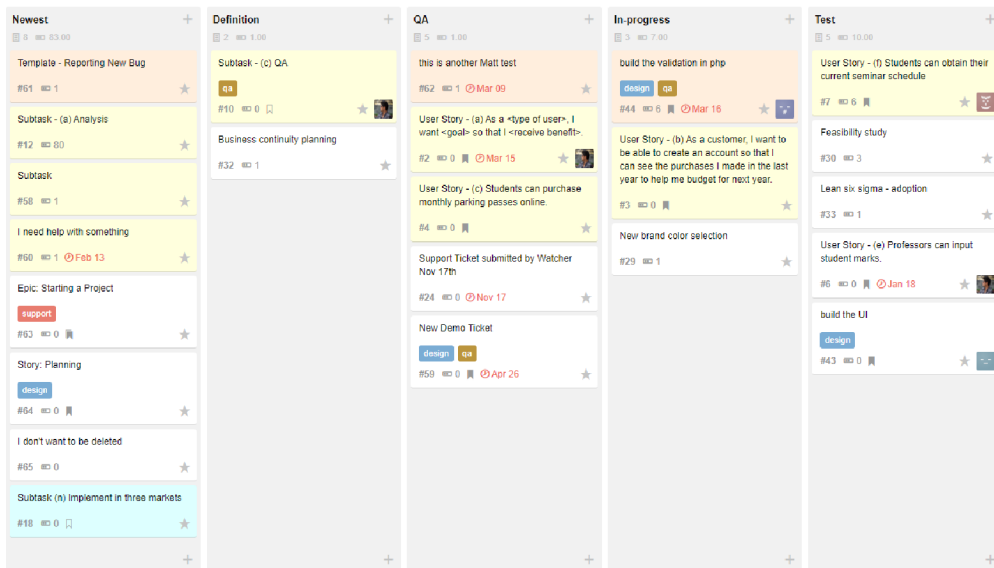 Newest
8 83.00
Template - Reporting New Bug
#61 1
Subtask - (a) Analysis
#12 80
Subtask
#58 1
I need help with something
#60 1 Feb 13
Epic: Starting a Project
support
#63 0
Story: Planning
design
#64 0
I don't want to be deleted
#65 0
Subtask (n) Implement in three markets
#18 0
Definition
2 1.00
Subtask - (c) QA
qa
#10 0
Business continuity planning
#32 1
QA
5 1.00
this is another Matt test
#62 1 Mar 09
User Story - (a) As a <type of user>, I
want <goal> so that I <receive benefit>.
#2 0 Mar 15
User Story - (c) Students can purchase
monthly parking passes online.
#4 0
Support Ticket submitted by Watcher
Nov 17th
#24 0 Nov 17
New Demo Ticket
design qa
#59 0 Apr 26
In-progress
3 7.00
build the validation in php
design qa
#44 6 Mar 16
User Story - (b) As a customer, I want to
be able to create an account so that I
can see the purchases I made in the last
year to help me budget for next year.
#3 0
New brand color selection
#29 1
Test
5 10.00
User Story - (f) Students can obtain their
current seminar schedule
#7 6
Feasibility study
#30 3
Lean six sigma - adoption
#33 1
User Story - (e) Professors can input
student marks.
#6 0 Jan 18
build the UI
design
#43 0